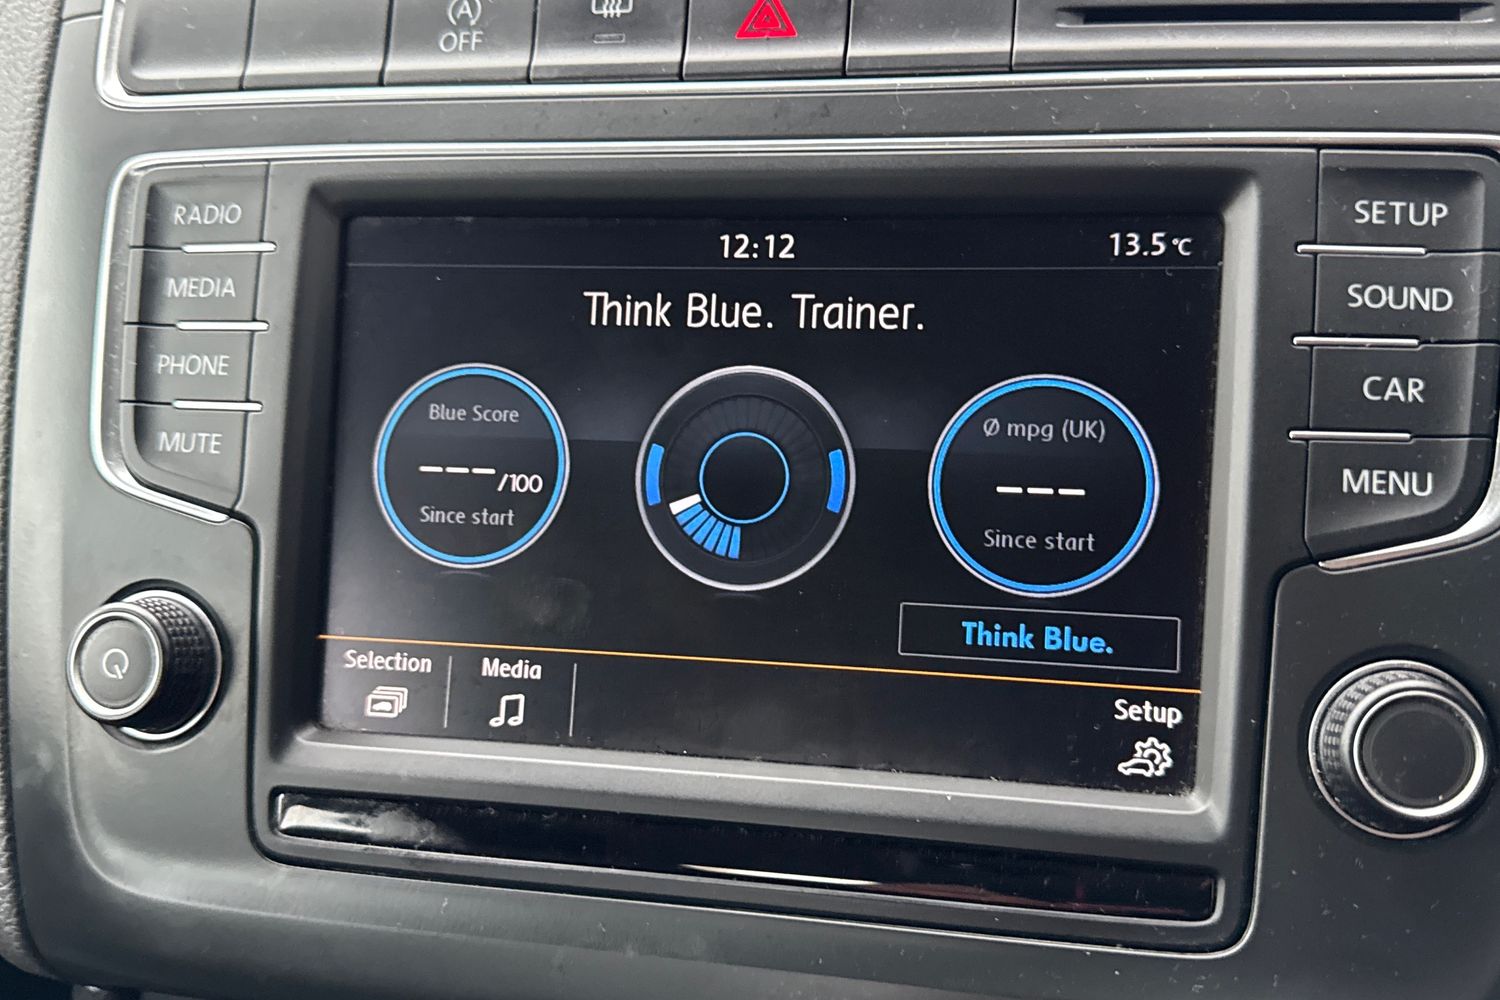 (A)
OFF
RADIO
MEDIA
PHONE
MUTE
12:12
13.5°C
Think Blue. Trainer.
Blue Score
---/100
Since start
Ø mpg (UK)
---
Since start
Think Blue.
Selection
Media
Setup
SETUP
SOUND
CAR
MENU